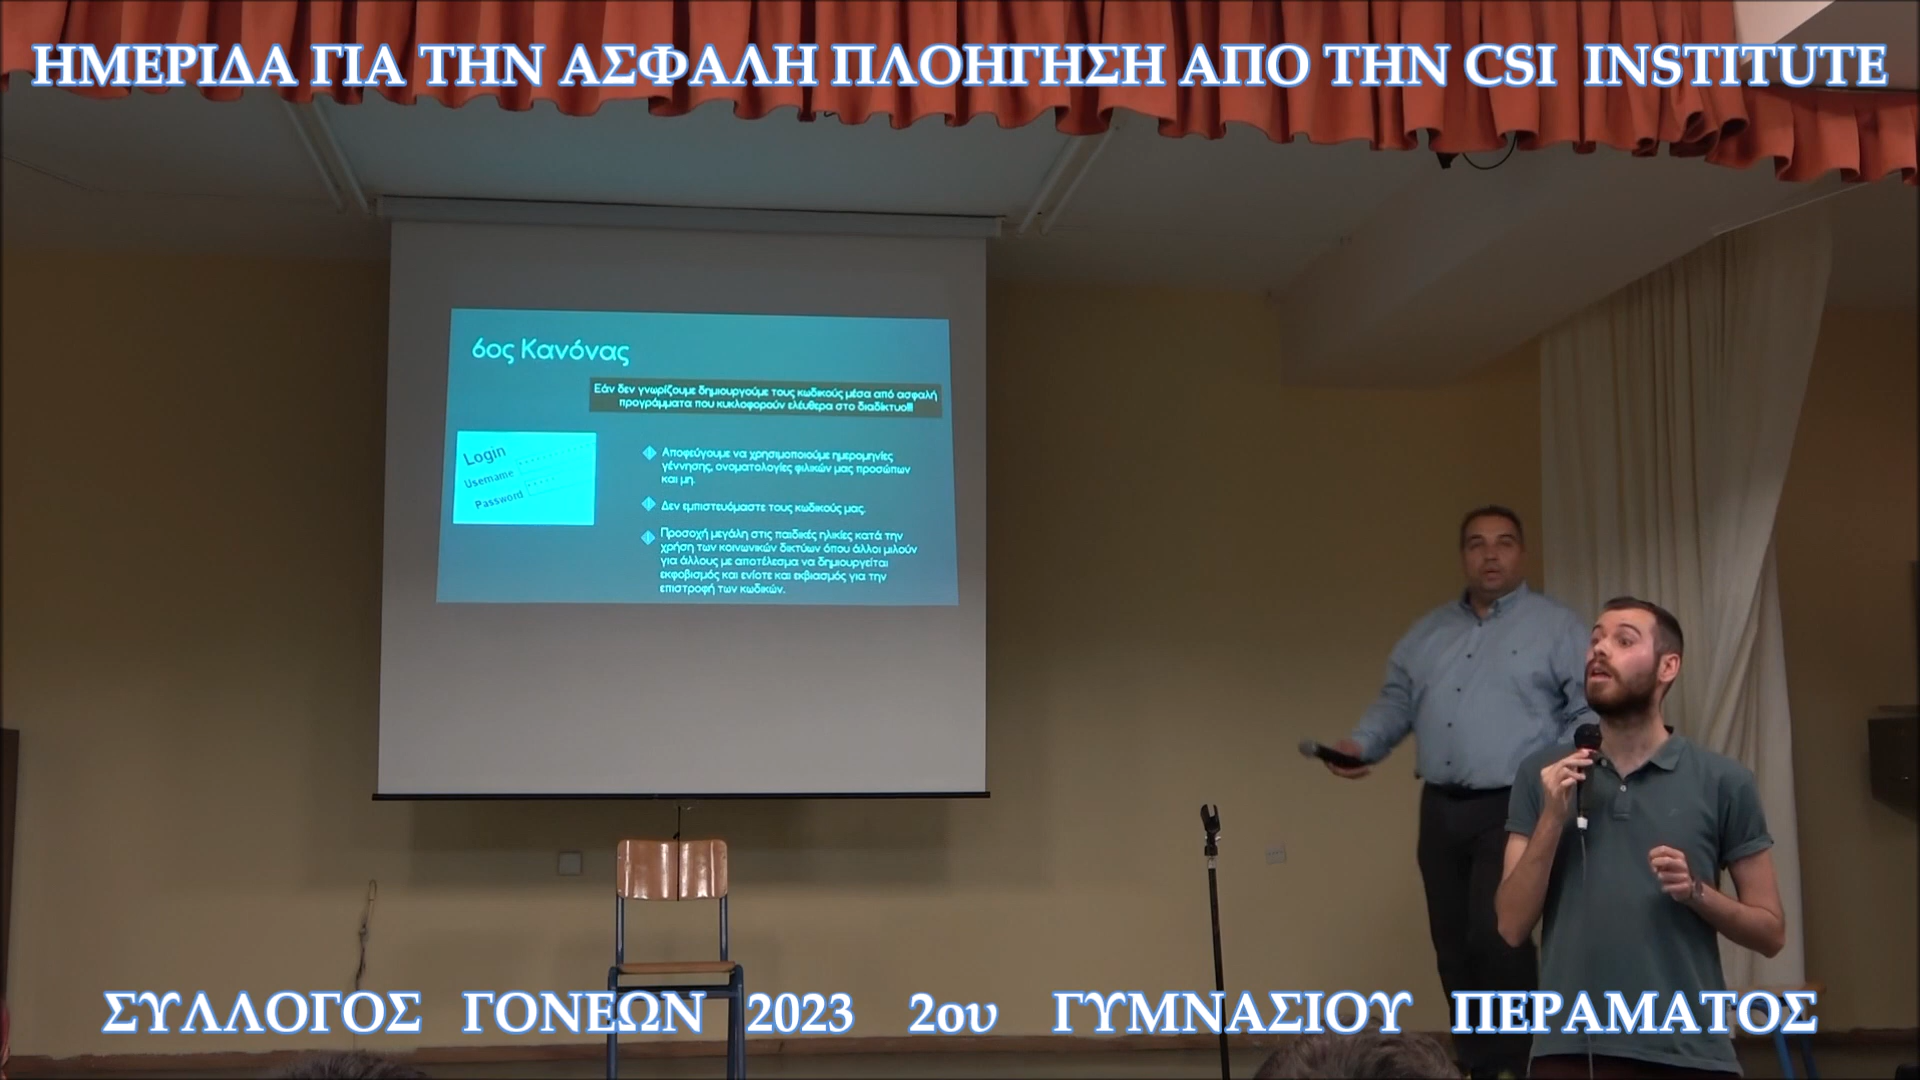 ΗΜΕΡΙΔΑ ΓΙΑ ΤΗΝ ΑΣΦΑΛΗ ΠΛΟΗΓΗΣΗ ΑΠΟ ΤΗΝ CSI INSTITUTE
6ος Κανόνας
Εάν δεν γνωρίζουμε δημιουργούμε τους κωδικούς μέσα από ασφαλή
προγράμματα που κυκλοφορούν ελέυθερα στο διαδίκτυο!!!
Login
Username
Password
Αποφεύγουμε να χρησιμοποιούμε ημερομηνίες
γέννησης, ονοματολογίες φιλικών μας προσώπων
και μη.
Δεν εμπιστευόμαστε τους κωδικούς μας.
Προσοχή μεγάλη στις παιδικές ηλικίες κατά την
χρήση των κοινωνικών δικτύων όπου άλλοι μιλούν
για άλλους με αποτέλεσμα να δημιουργείται
εκφοβισμός και ενίοτε και εκβιασμός για την
επιστροφή των κωδικών.
ΣΥΛΛΟΓΟΣ ΓΟΝΕΩΝ 2023 2ου ΓΥΜΝΑΣΙΟΥ ΠΕΡΑΜΑΤΟΣ